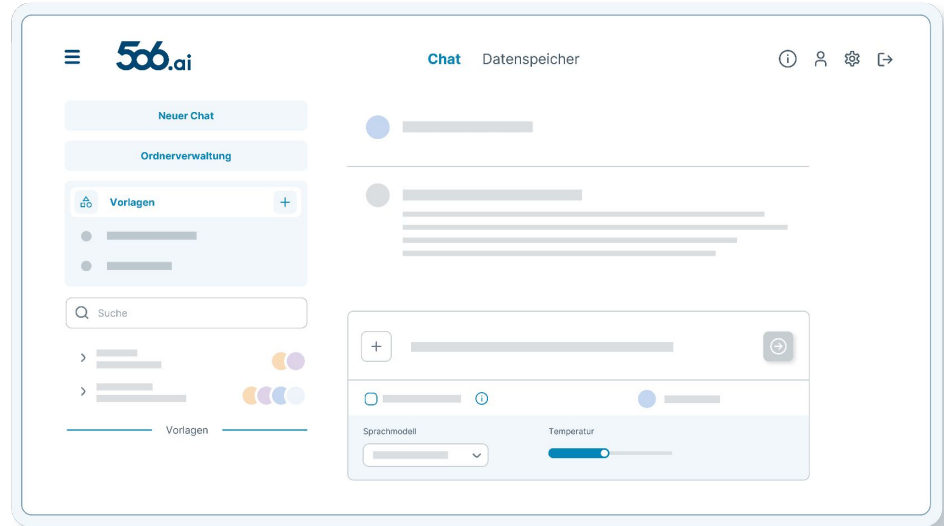 506.ai
Chat Datenspeicher
Neuer Chat
Ordnerverwaltung
Vorlagen
Suche
Vorlagen
Sprachmodell Temperatur